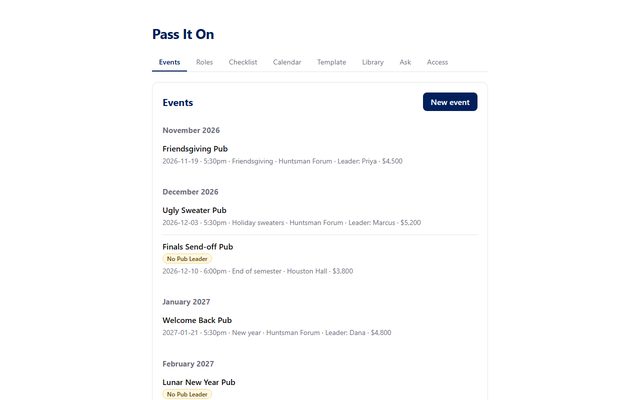 Pass It On
Events Roles Checklist Calendar Template Library Ask Access
Events New event
November 2026
Friendsgiving Pub
2026-11-19 · 5:30pm · Friendsgiving · Huntsman Forum · Leader: Priya · $4,500
December 2026
Ugly Sweater Pub
2026-12-03 · 5:30pm · Holiday sweaters · Huntsman Forum · Leader: Marcus · $5,200
Finals Send-off Pub
No Pub Leader
2026-12-10 · 6:00pm · End of semester · Houston Hall · $3,800
January 2027
Welcome Back Pub
2027-01-21 · 5:30pm · New year · Huntsman Forum · Leader: Dana · $4,800
February 2027
Lunar New Year Pub
No Pub Leader